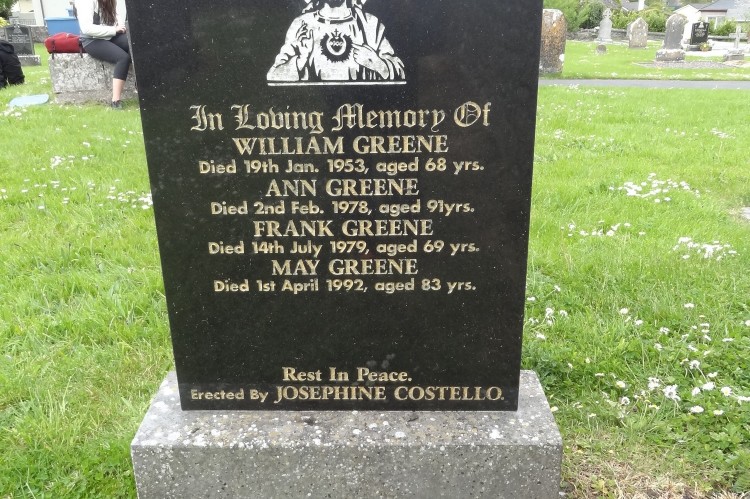 In Loving Memory Of
WILLIAM GREENE
Died 19th Jan. 1953, aged 68 yrs.
ANN GREENE
Died 2nd Feb. 1978, aged 91yrs.
FRANK GREENE
Died 14th July 1979, aged 69 yrs.
MAY GREENE
Died 1st April 1992, aged 83 yrs.
Rest In Peace.
Erected By JOSEPHINE COSTELLO.